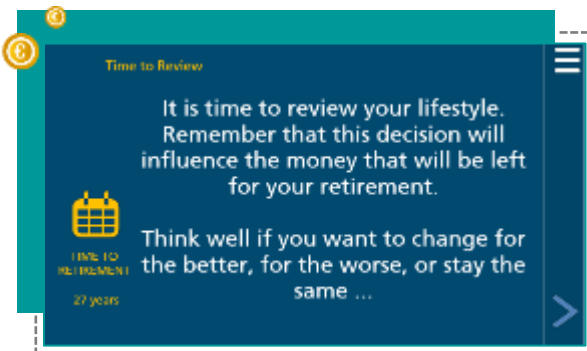 Time to Review
It is time to review your lifestyle.
Remember that this decision will
influence the money that will be left
for your retirement.
TIME TO
RETIREMENT
27 years
Think well if you want to change for
the better, for the worse, or stay the
same ...